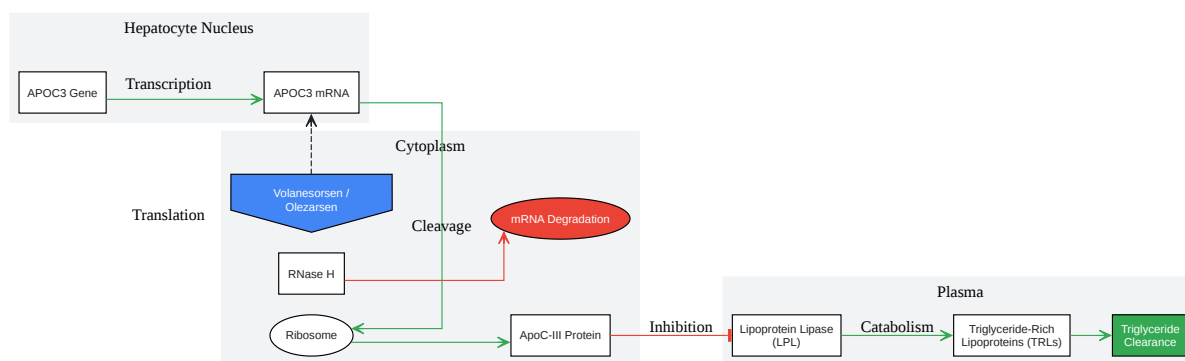 Hepatocyte Nucleus
APOC3 Gene
Transcription
APOC3 mRNA
Cytoplasm
Volanesorsen /
Olezarsen
Translation
mRNA Degradation
Cleavage
RNase H
Plasma
Ribosome
ApoC-III Protein
Inhibition
Lipoprotein Lipase
(LPL)
Catabolism
Triglyceride-Rich
Lipoproteins (TRLs)
Triglyceride
Clearance